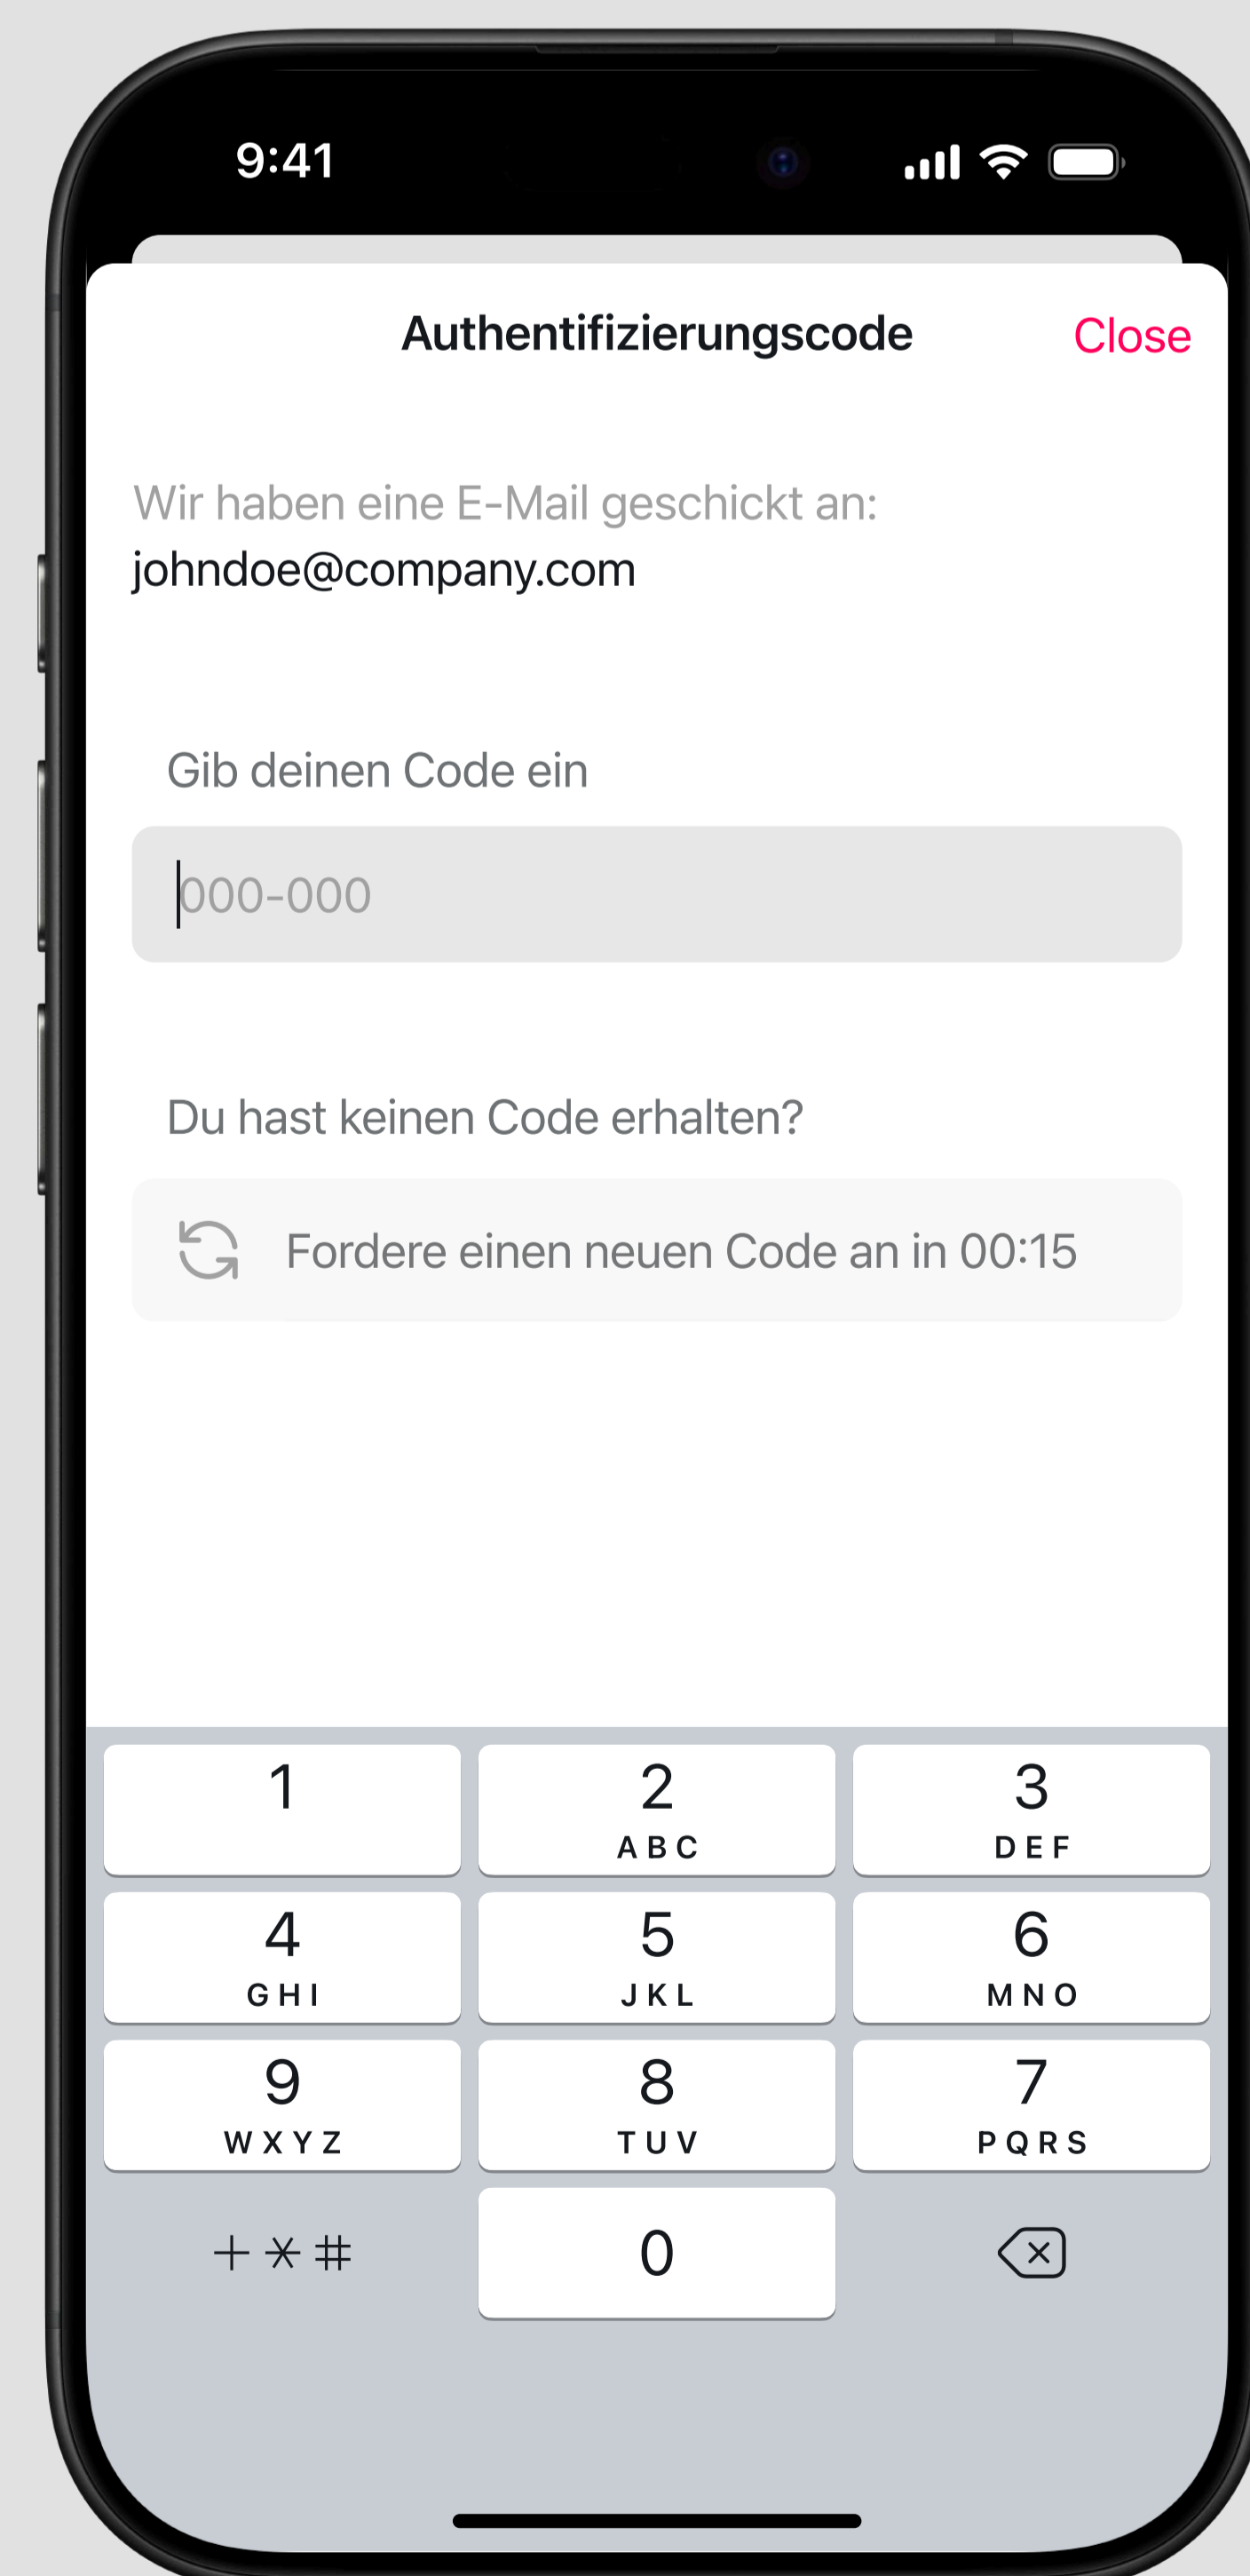 9:41
Authentifizierungscode
Close
Wir haben eine E-Mail geschickt an:
johndoe@company.com
Gib deinen Code ein
000-000
Du hast keinen Code erhalten?
Fordere einen neuen Code an in 00:15
1
2
3
ABC
DEF
4
5
6
GHI
JKL
MNO
9
8
7
WXYZ
TUV
PQRS
+*#
0